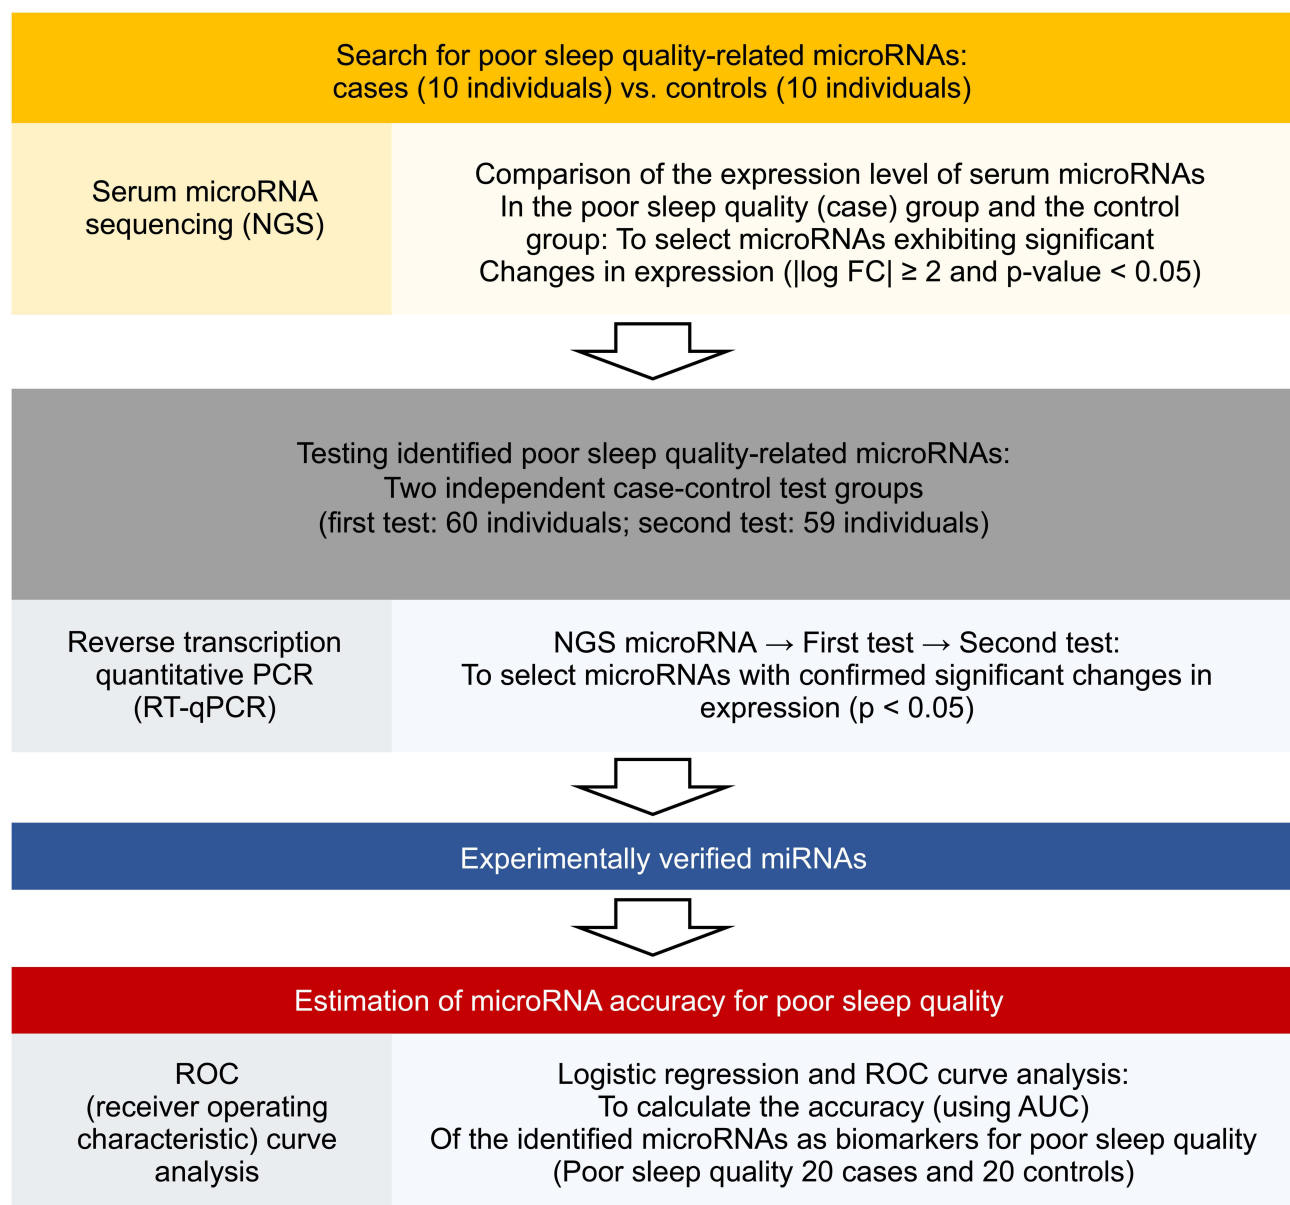 Search for poor sleep quality-related microRNAs:
cases (10 individuals) vs. controls (10 individuals)
Serum microRNA
sequencing (NGS)
Comparison of the expression level of serum microRNAs
In the poor sleep quality (case) group and the control
group: To select microRNAs exhibiting significant
Changes in expression (|log FC| ≥ 2 and p-value < 0.05)
Testing identified poor sleep quality-related microRNAs:
Two independent case-control test groups
(first test: 60 individuals; second test: 59 individuals)
Reverse transcription
quantitative PCR
(RT-qPCR)
NGS microRNA → First test → Second test:
To select microRNAs with confirmed significant changes in
expression (p < 0.05)
Experimentally verified miRNAs
Estimation of microRNA accuracy for poor sleep quality
ROC
(receiver operating
characteristic) curve
analysis
Logistic regression and ROC curve analysis:
To calculate the accuracy (using AUC)
Of the identified microRNAs as biomarkers for poor sleep quality
(Poor sleep quality 20 cases and 20 controls)